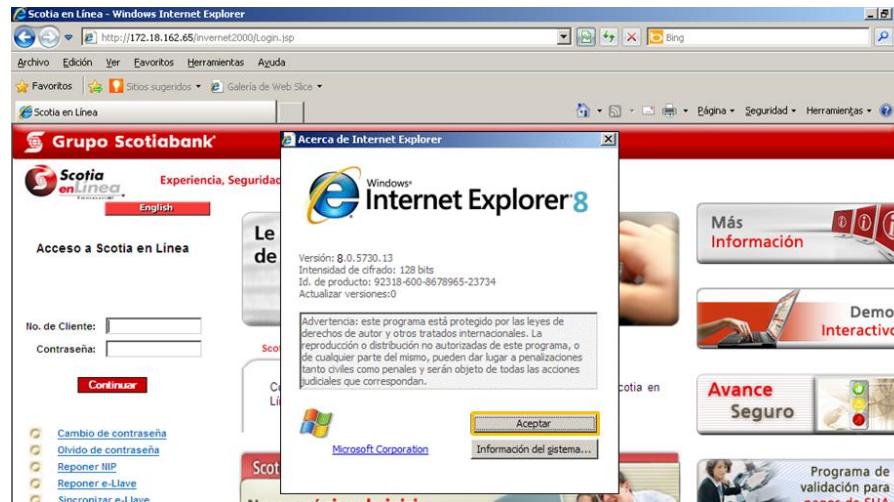 Scotia en Línea - Windows Internet Explorer
http://172.18.162.65/invernet2000/Login.jsp
Bing
Archivo Edición Ver Favoritos Herramientas Ayuda
Favoritos Sitios sugeridos Galería de Web Slice
Scotia en Línea
Página Seguridad Herramientas
Grupo Scotiabank
Scotia en Línea
Experiencia, Seguridad
English
Acceso a Scotia en Línea
No. de Cliente:
Contraseña:
Continuar
Cambio de contraseña
Olvido de contraseña
Reponer NIP
Reponer e-Llave
Sincronizar e-Llave
Le
de
Acerca de Internet Explorer
Windows
Internet Explorer 8
Versión: 8.0.5730.13
Intensidad de cifrado: 128 bits
Id. de producto: 92318-600-8678965-23734
Actualizar versiones:0
Advertencia: este programa está protegido por las leyes de
derechos de autor y otros tratados internacionales. La
reproducción o distribución no autorizadas de este programa, o
de cualquier parte del mismo, pueden dar lugar a penalizaciones
tanto civiles como penales y serán objeto de todas las acciones
judiciales que correspondan.
Aceptar
Microsoft Corporation
Información del sistema...
cotia en
Scot
Más
Información
Demo
Interactivo
Avance
Seguro
Programa de
validación para